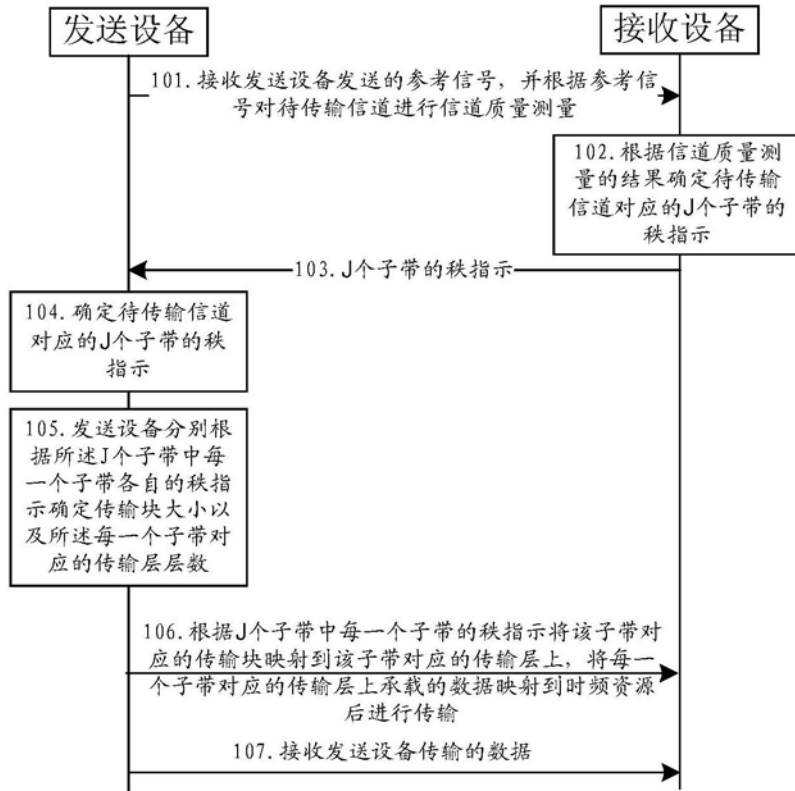 发送设备
接收设备
101.接收发送设备发送的参考信号，并根据参考信
号对待传输信道进行信道质量测量
102.根据信道质量测
量的结果确定待传输
信道对应的J个子带的
秩指示
103.J个子带的秩指示
104.确定待传输信道
对应的J个子带的秩
指示
105.发送设备分别根
据所述J个子带中每
一个子带各自的秩指
示确定传输块大小以
及所述每一个子带对
应的传输层层数
106.根据J个子带中每一个子带的秩指示将该子带对
应的传输块映射到该子带对应的传输层上，将每一
个子带对应的传输层上承载的数据映射到时频资源
后进行传输
107.接收发送设备传输的数据